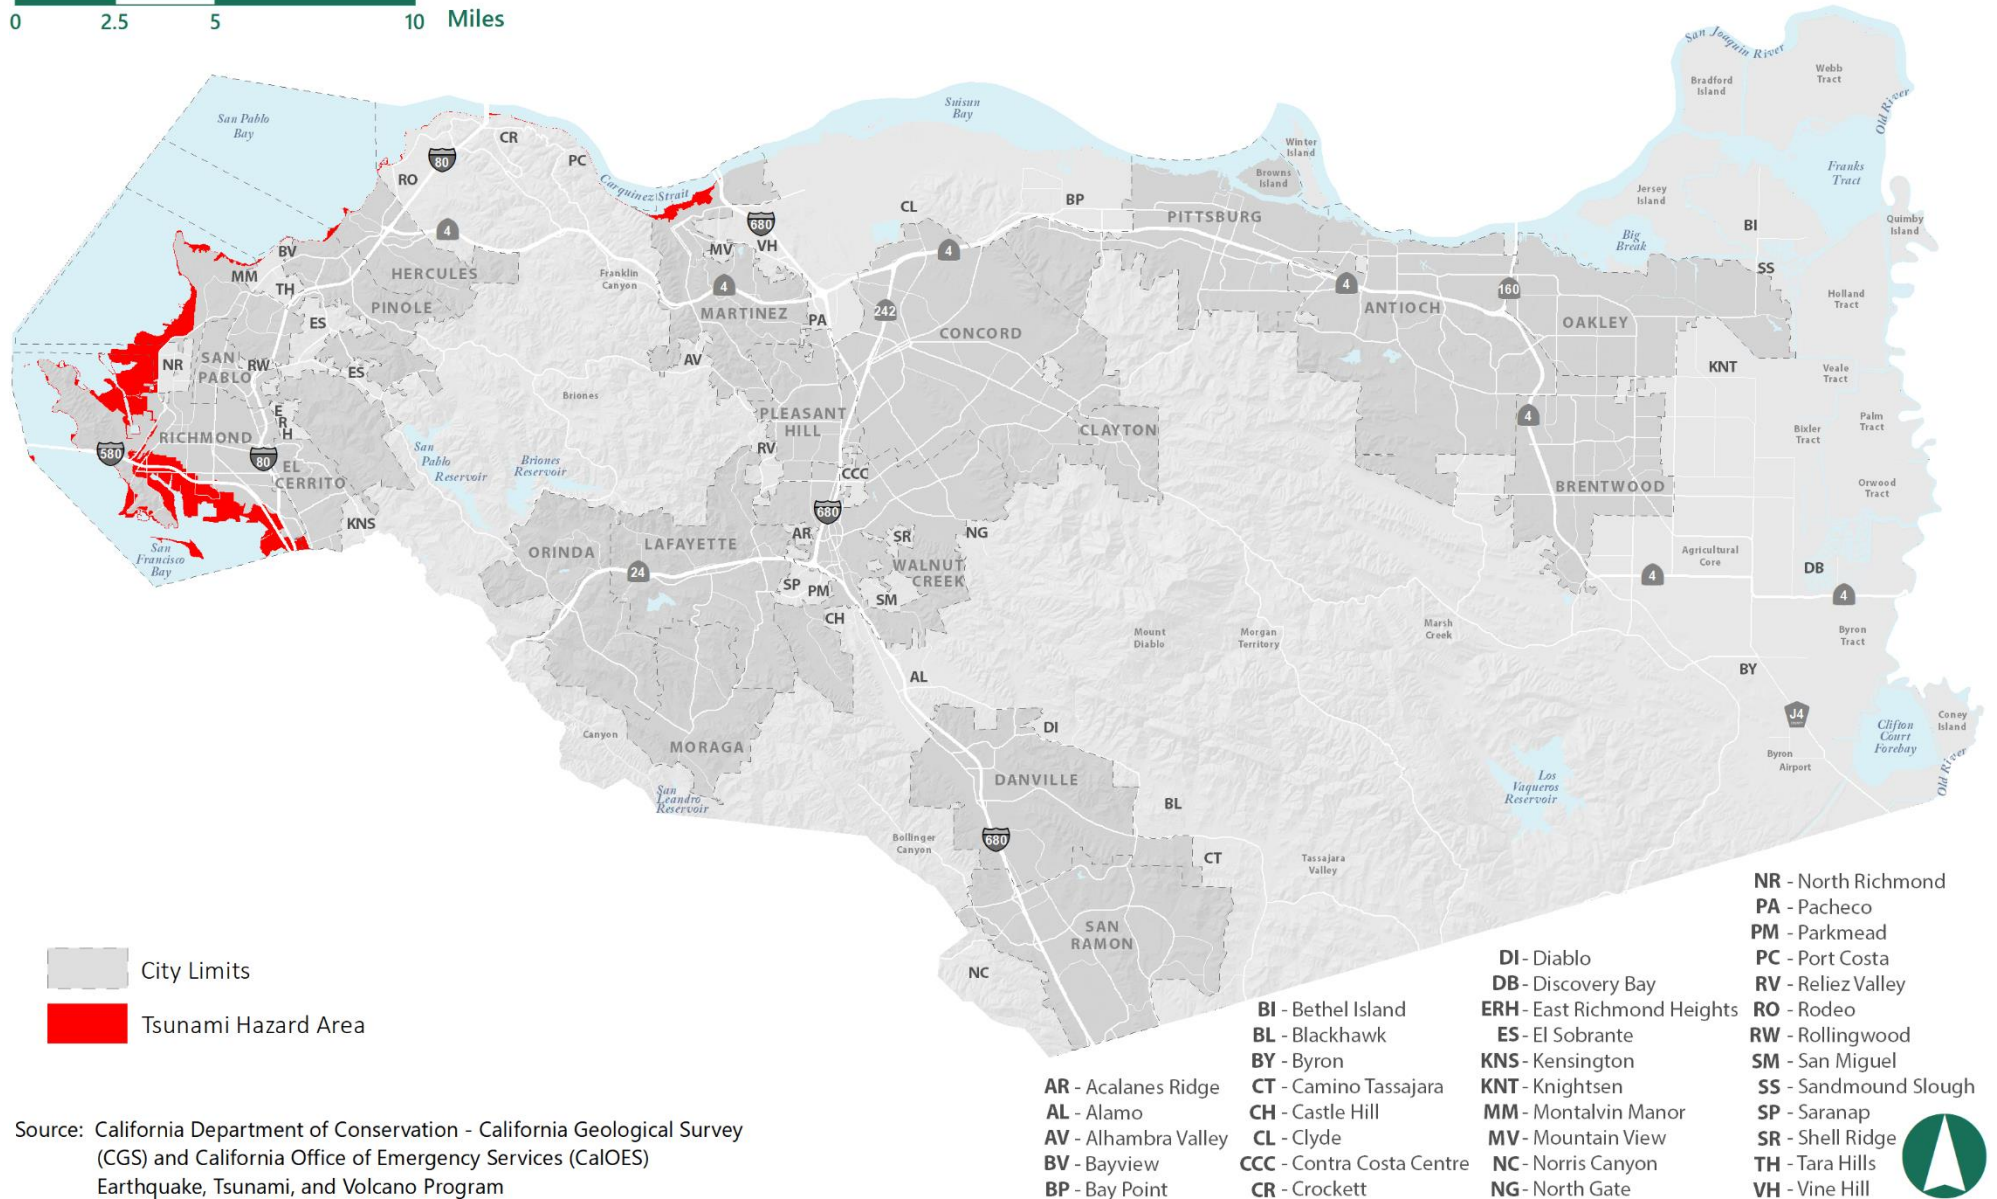 0 2.5 5 10 Miles
San Joaquin River
Webb
Tract
Bradford
Island
Old River
San Pablo
Bay
Suisun
Bay
CR
80
PC
RO
Carquinez Strait
Winter
Island
Browns
Island
Franks
Tract
Jersey
Island
BI
Quimby
Island
BP
CL
PITTSBURG
680
VH
MV
4
4
Big
Break
BV
MM
TH
HERCULES
Franklin
Canyon
4
SS
4
160
Holland
Tract
PINOLE
ES
MARTINEZ
PA
242
CONCORD
ANTIOCH
OAKLEY
NR
SAN
PABLO
RW
ES
AV
KNT
Veale
Tract
Briones
PLEASANT
HILL
CLAYTON
4
Palm
Tract
Bixler
Tract
E
R
H
RICHMOND
580
80
EL
CERRITO
San
Pablo
Reservoir
Briones
Reservoir
RV
CCC
BRENTWOOD
Orwood
Tract
KNS
680
San
Francisco
Bay
ORINDA
LAFAYETTE
AR
SR
NG
WALNUT
CREEK
24
SP
PM
SM
CH
Agricultural
Core
DB
4
4
Mount
Diablo
Morgan
Territory
Marsh
Creek
Byron
Tract
AL
BY
Canyon
MORAGA
DI
J4
Clifton
Court
Forebay
Coney
Island
Byron
Airport
Old River
DANVILLE
San
Leandro
Reservoir
BL
Los
Vaqueros
Reservoir
Bollinger
Canyon
680
CT
Tassajara
Valley
SAN
RAMON
NC
City Limits
Tsunami Hazard Area
Source: California Department of Conservation - California Geological Survey
(CGS) and California Office of Emergency Services (CalOES)
Earthquake, Tsunami, and Volcano Program
AR - Acalanes Ridge
AL - Alamo
AV - Alhambra Valley
BV - Bayview
BP - Bay Point
BI - Bethel Island
BL - Blackhawk
BY - Byron
CT - Camino Tassajara
CH - Castle Hill
CL - Clyde
CCC - Contra Costa Centre
CR - Crockett
DI - Diablo
DB - Discovery Bay
ERH - East Richmond Heights
ES - El Sobrante
KNS - Kensington
KNT - Knightsen
MM - Montalvin Manor
MV - Mountain View
NC - Norris Canyon
NG - North Gate
NR - North Richmond
PA - Pacheco
PM - Parkmead
PC - Port Costa
RV - Reliez Valley
RO - Rodeo
RW - Rollingwood
SM - San Miguel
SS - Sandmound Slough
SP - Saranap
SR - Shell Ridge
TH - Tara Hills
VH - Vine Hill